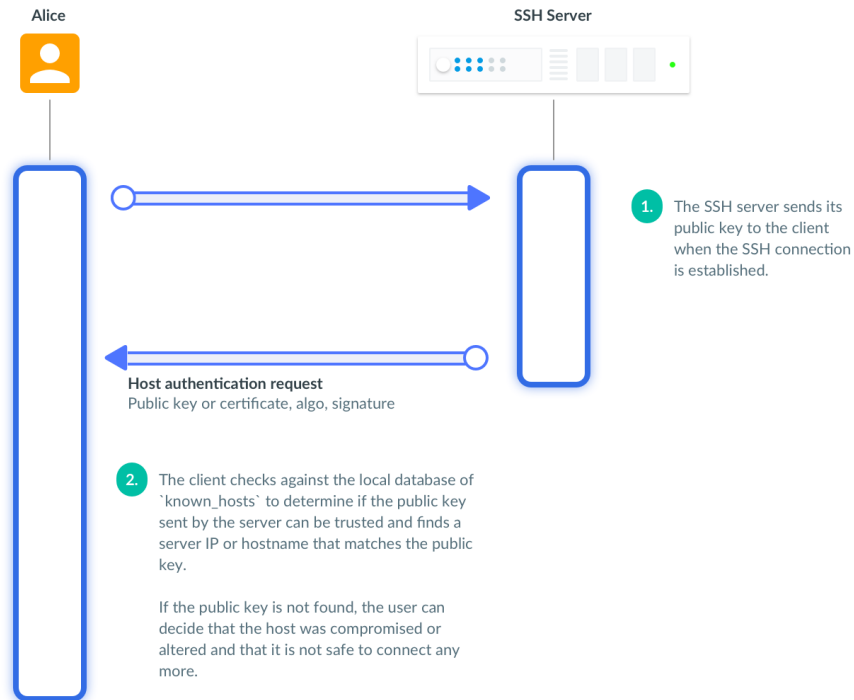 Alice
SSH Server
1.
The SSH server sends its
public key to the client
when the SSH connection
is established.
Host authentication request
Public key or certificate, algo, signature
2.
The client checks against the local database of
`known_hosts` to determine if the public key
sent by the server can be trusted and finds a
server IP or hostname that matches the public
key.
If the public key is not found, the user can
decide that the host was compromised or
altered and that it is not safe to connect any
more.